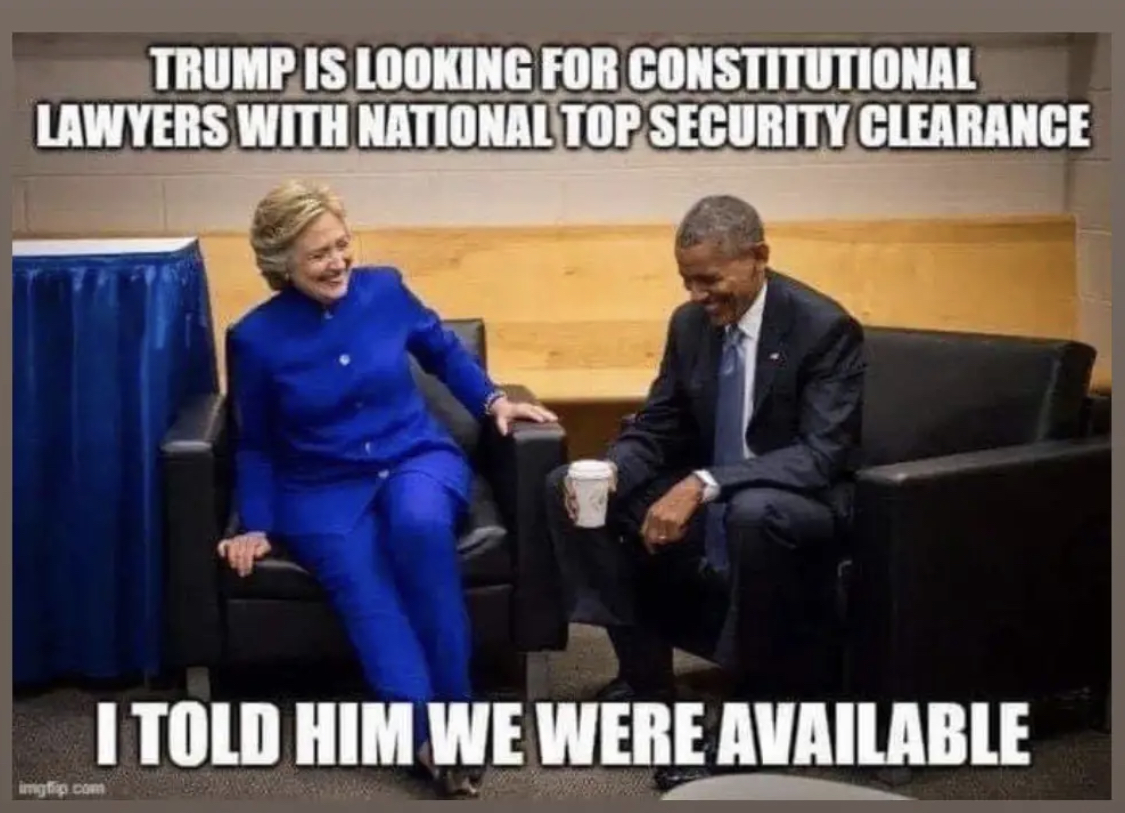 TRUMP IS LOOKING FOR CONSTITUTIONAL
LAWYERS WITH NATIONAL TOP SECURITY CLEARANCE
I TOLD HIM WE WERE AVAILABLE
imgflip.com